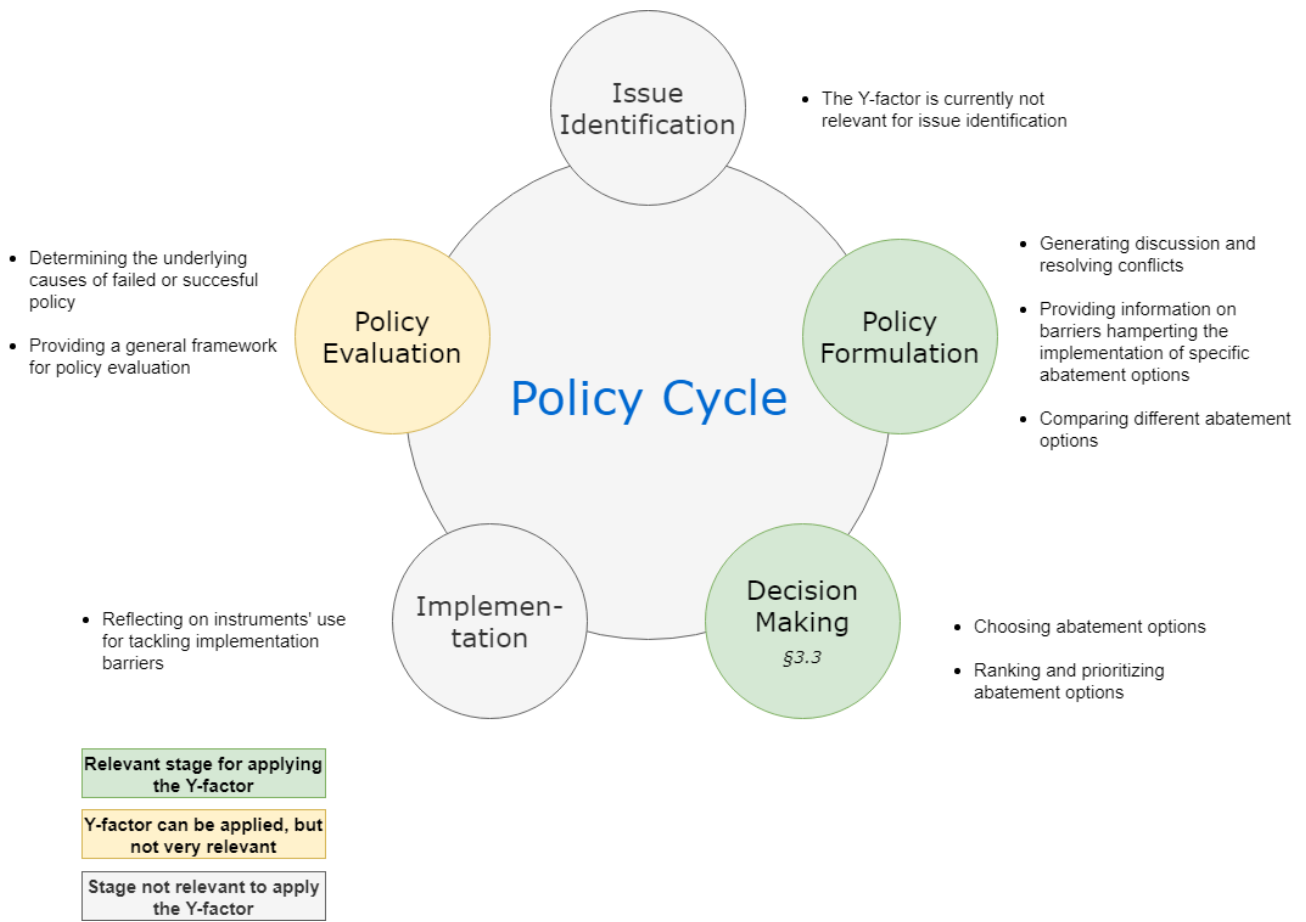 Issue
Identification
• The Y-factor is currently not
relevant for issue identification
• Determining the underlying
causes of failed or succesful
policy
• Providing a general framework
for policy evaluation
Policy
Evaluation
Policy Cycle
Policy
Formulation
• Generating discussion and
resolving conflicts
• Providing information on
barriers hamperting the
implementation of specific
abatement options
• Comparing different abatement
options
• Reflecting on instruments' use
for tackling implementation
barriers
Implemen-
tation
Decision
Making
§3.3
• Choosing abatement options
• Ranking and prioritizing
abatement options
Relevant stage for applying
the Y-factor
Y-factor can be applied, but
not very relevant
Stage not relevant to apply
the Y-factor